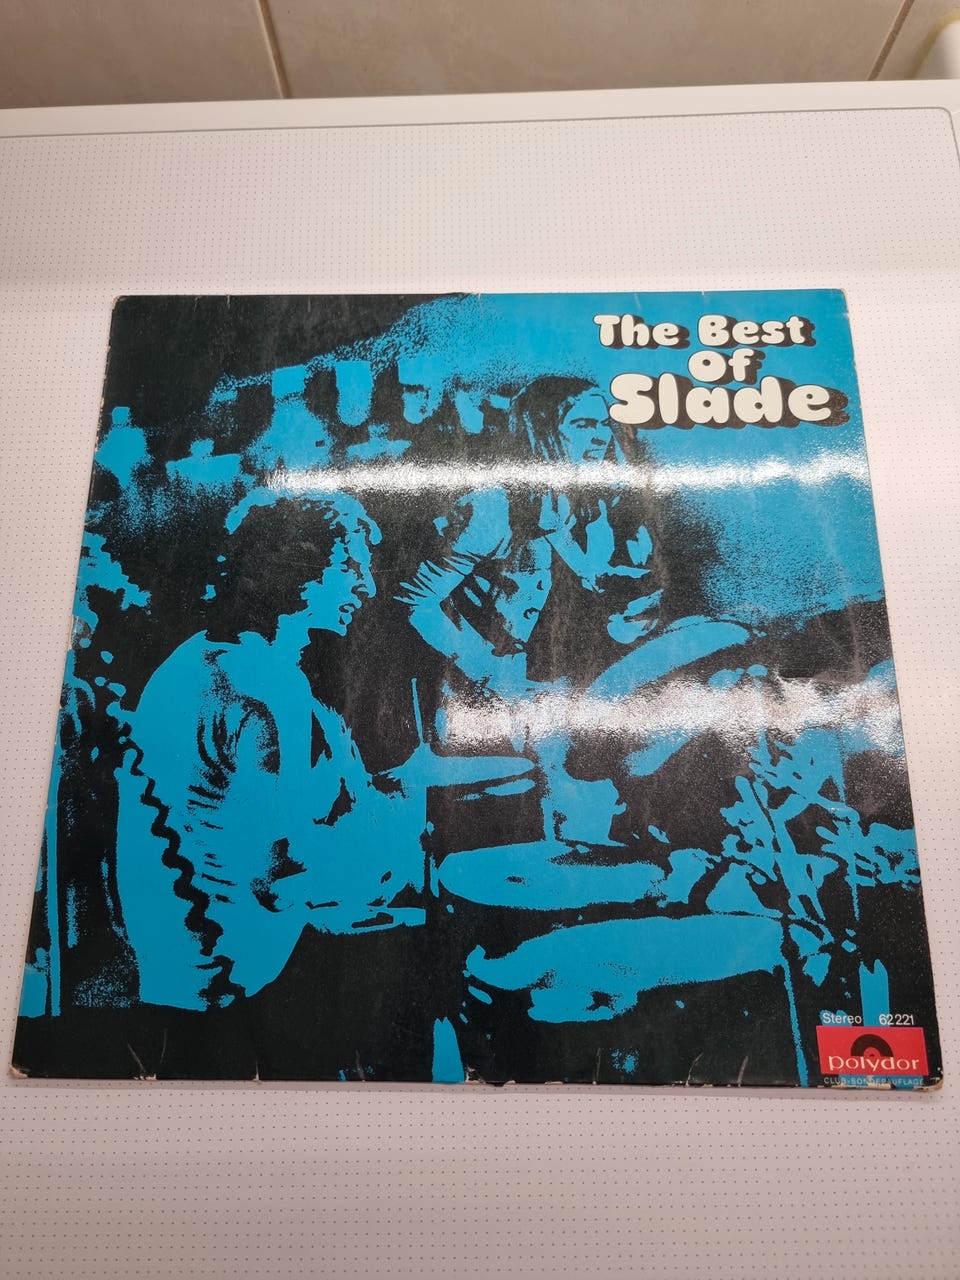 The Best
Of
Slade
Stereo 62221
polydor
CLUB-SONDERAUFLAGE